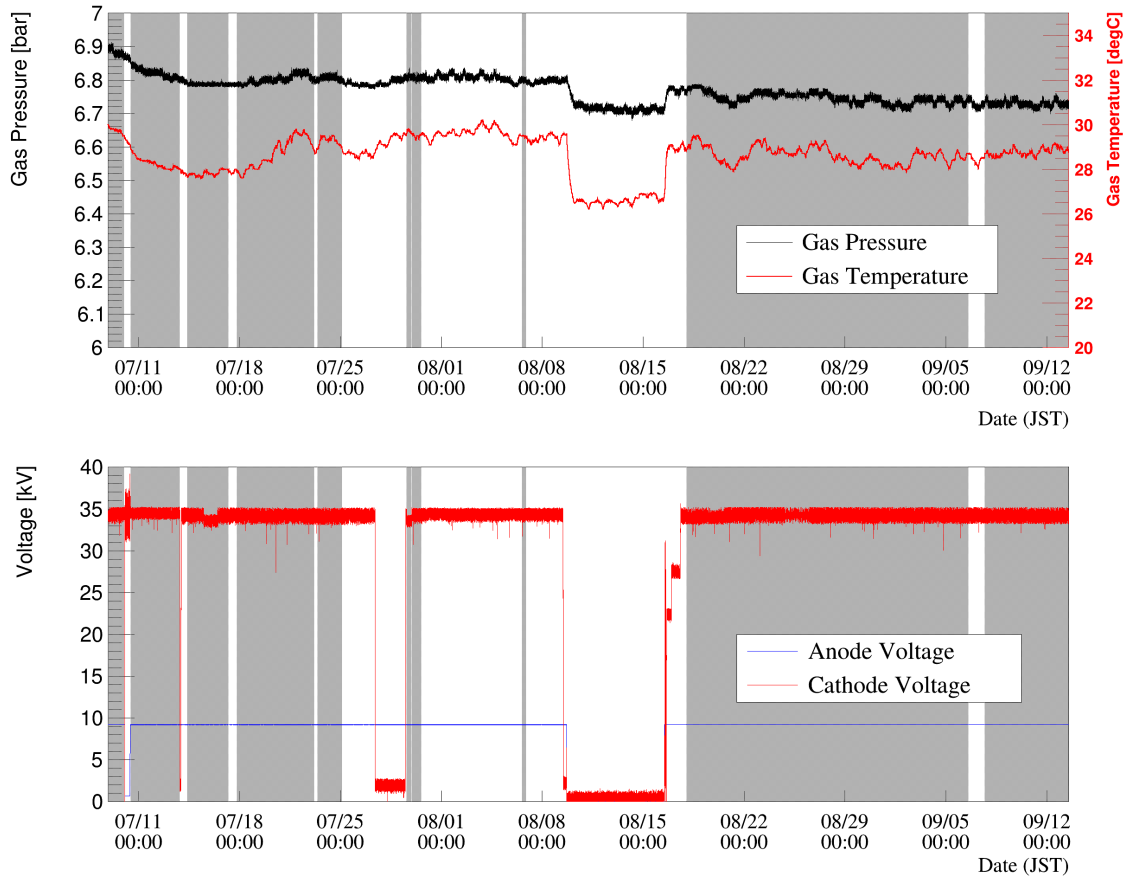 Gas Pressure [bar]
7
6.9
6.8
6.7
6.6
6.5
6.4
6.3
6.2
6.1
6
34
32
30
28
26
24
22
20
Gas Temperature [degC]
Gas Pressure
Gas Temperature
07/11 07/18 07/25 08/01 08/08 08/15 08/22 08/29 09/05 09/12
00:00 00:00 00:00 00:00 00:00 00:00 00:00 00:00 00:00 00:00
Date (JST)
Voltage [kV]
40
35
30
25
20
15
10
5
0
Anode Voltage
Cathode Voltage
07/11 07/18 07/25 08/01 08/08 08/15 08/22 08/29 09/05 09/12
00:00 00:00 00:00 00:00 00:00 00:00 00:00 00:00 00:00 00:00
Date (JST)